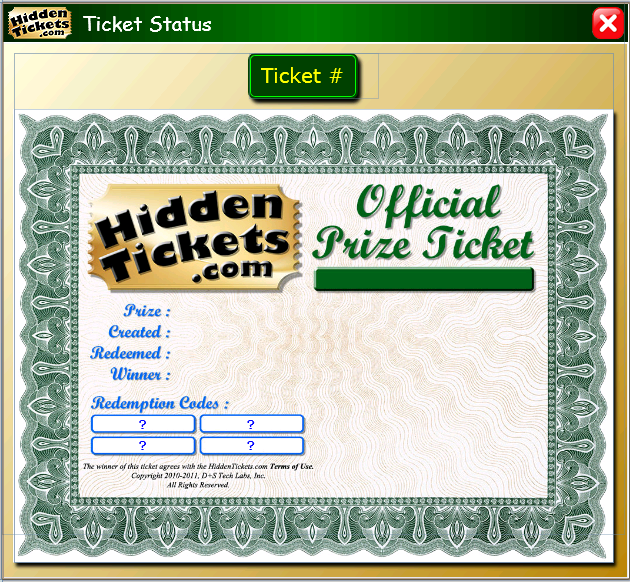 Hidden
Tickets
.com
Ticket Status
Ticket #
Hidden
Tickets
.com
Official
Prize Ticket
Prize :
Created :
Redeemed :
Winner :
Redemption Codes :
? ?
? ?
The winner of this ticket agrees with the HiddenTickets.com Terms of Use.
Copyright 2010-2011, D+S Tech Labs, Inc.
All Rights Reserved.